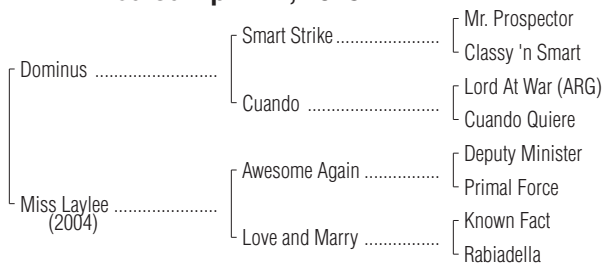 Smart Strike
Mr. Prospector
Classy 'n Smart
Dominus
Cuando
Lord At War (ARG)
Cuando Quiere
Awesome Again
Deputy Minister
Primal Force
Miss Laylee
(2004)
Love and Marry
Known Fact
Rabiadella